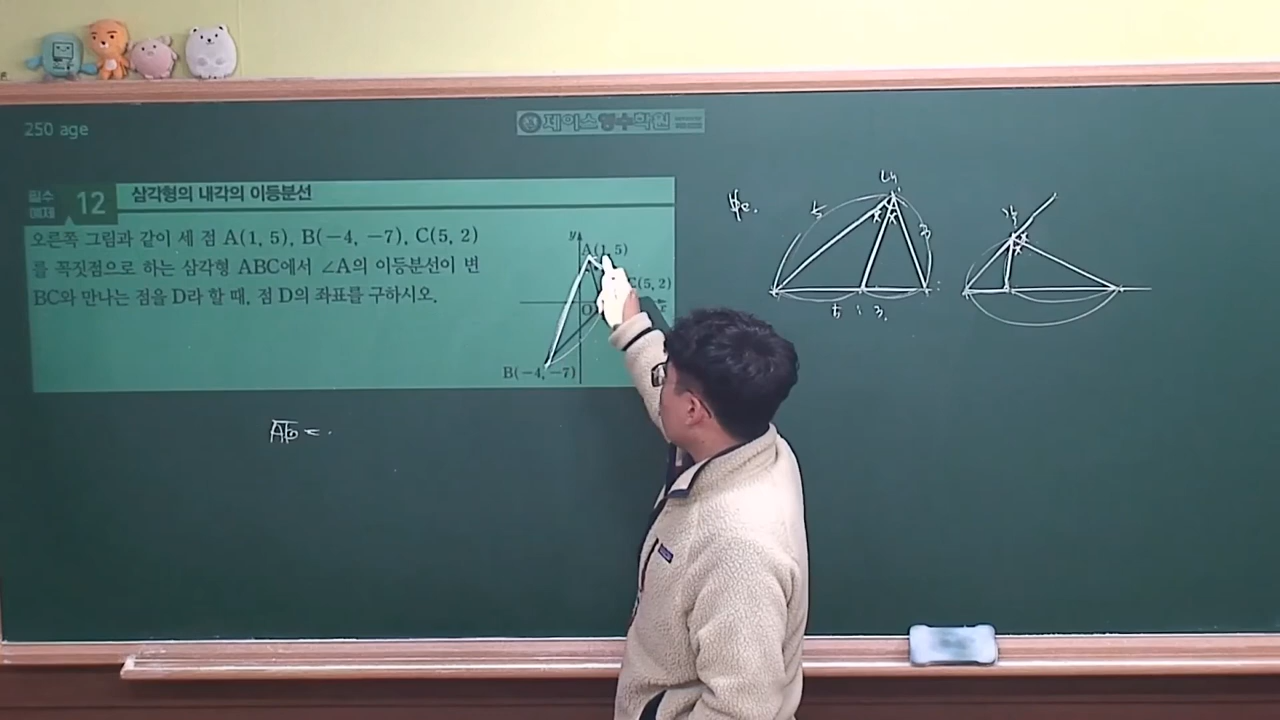 250 age
제이스영수학원
필수
예제 12 삼각형의 내각의 이등분선
오른쪽 그림과 같이 세 점 A(1, 5), B(−4, −7), C(5, 2)
를 꼭짓점으로 하는 삼각형 ABC에서 ∠A의 이등분선이 변
BC와 만나는 점을 D라 할 때, 점 D의 좌표를 구하시오.
y
A(1, 5)
C(5, 2)
O
x
B(−4, −7)
5
3
5 : 3